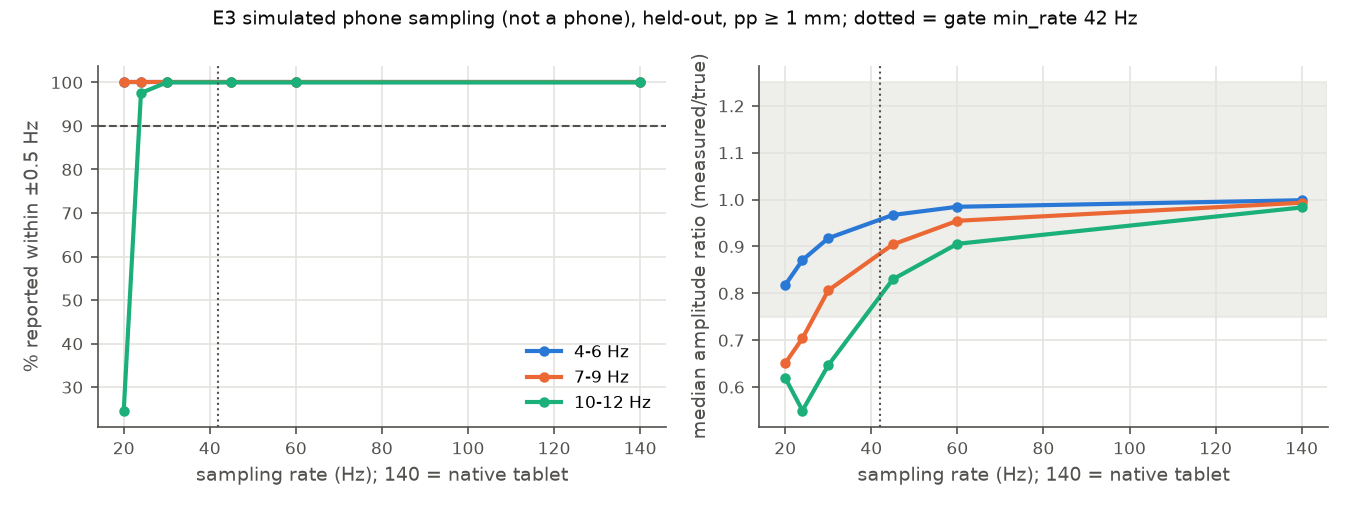 E3 simulated phone sampling (not a phone), held-out, pp ≥ 1 mm; dotted = gate min_rate 42 Hz
% reported within ±0.5 Hz
100
90
80
70
60
50
40
30
20 40 60 80 100 120 140
sampling rate (Hz); 140 = native tablet
4-6 Hz
7-9 Hz
10-12 Hz
median amplitude ratio (measured/true)
1.2
1.1
1.0
0.9
0.8
0.7
0.6
20 40 60 80 100 120 140
sampling rate (Hz); 140 = native tablet